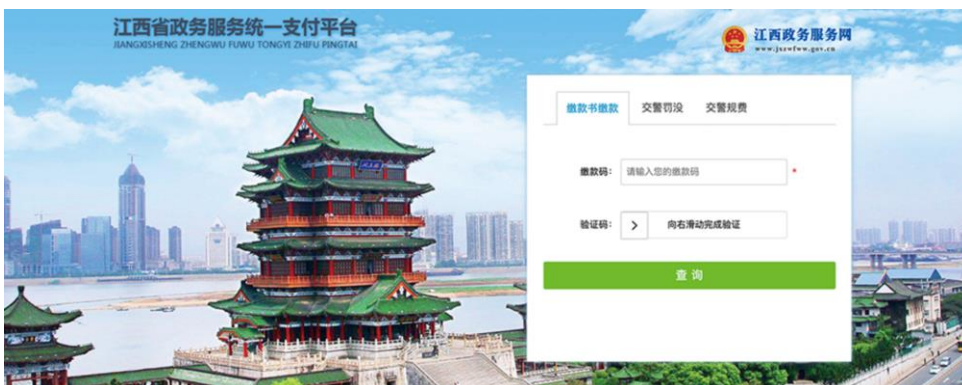 江西省政务服务统一支付平台
JIANGXISHENG ZHENGWU FUWU TONGYI ZHIFU PINGTAI
江西政务服务网
www.jxzwfww.gov.cn
缴款书缴款 交警罚没 交警规费
缴款码: 请输入您的缴款码 *
验证码: > 向右滑动完成验证
查询